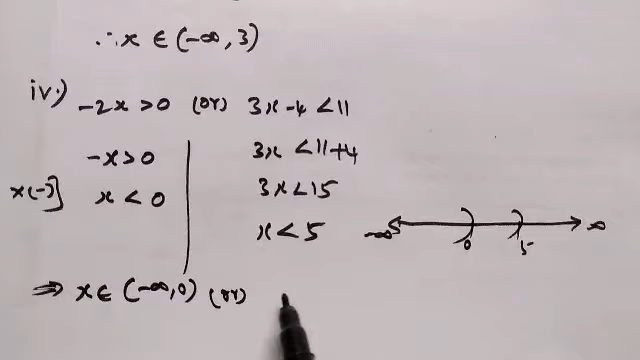 ∴ x ∈ (-∞, 3)
iv.) -2x > 0 (or) 3x - 4 < 11
-x > 0 3x < 11 + 4
x(-)] x < 0 3x < 15
x < 5
-∞ 0 5 ∞
⇒ x ∈ (-∞, 0) (or)